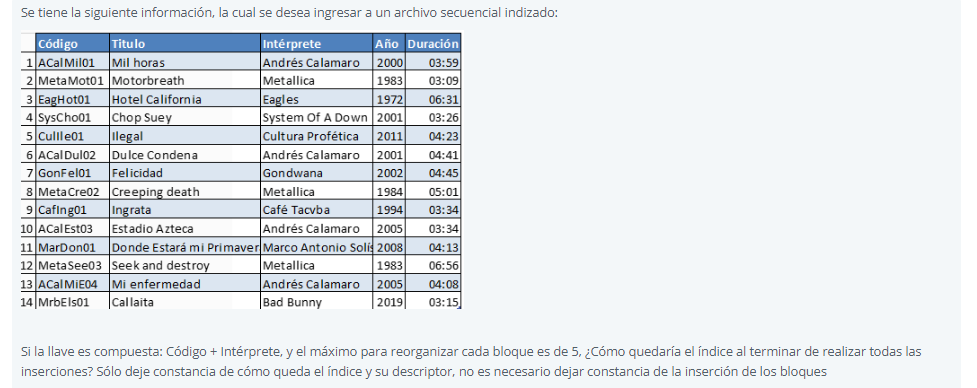 Se tiene la siguiente información, la cual se desea ingresar a un archivo secuencial indizado:
Código Titulo Intérprete Año Duración
1 ACalMil01 Mil horas Andrés Calamaro 2000 03:59
2 MetaMot01 Motorbreath Metallica 1983 03:09
3 EagHot01 Hotel California Eagles 1972 06:31
4 SysCho01 Chop Suey System Of A Down 2001 03:26
5 CulIle01 Ilegal Cultura Profética 2011 04:23
6 ACalDul02 Dulce Condena Andrés Calamaro 2001 04:41
7 GonFel01 Felicidad Gondwana 2002 04:45
8 MetaCre02 Creeping death Metallica 1984 05:01
9 CafIng01 Ingrata Café Tacvba 1994 03:34
10 ACalEst03 Estadio Azteca Andrés Calamaro 2005 03:34
11 MarDon01 Donde Estará mi Primaver Marco Antonio Solís 2008 04:13
12 MetaSee03 Seek and destroy Metallica 1983 06:56
13 ACalMiE04 Mi enfermedad Andrés Calamaro 2005 04:08
14 MrbEls01 Callaita Bad Bunny 2019 03:15
Si la llave es compuesta: Código + Intérprete, y el máximo para reorganizar cada bloque es de 5, ¿Cómo quedaría el índice al terminar de realizar todas las
inserciones? Sólo deje constancia de cómo queda el índice y su descriptor, no es necesario dejar constancia de la inserción de los bloques